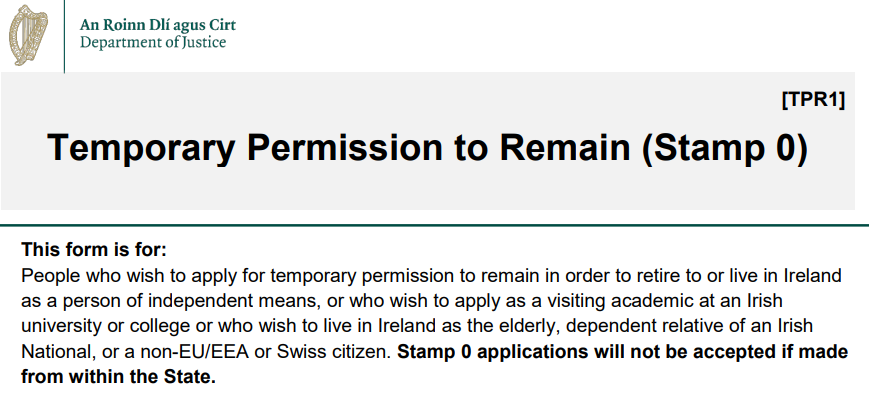 An Roinn Dlí agus Cirt
Department of Justice
[TPR1]
Temporary Permission to Remain (Stamp 0)
This form is for:
People who wish to apply for temporary permission to remain in order to retire to or live in Ireland
as a person of independent means, or who wish to apply as a visiting academic at an Irish
university or college or who wish to live in Ireland as the elderly, dependent relative of an Irish
National, or a non-EU/EEA or Swiss citizen. Stamp 0 applications will not be accepted if made
from within the State.